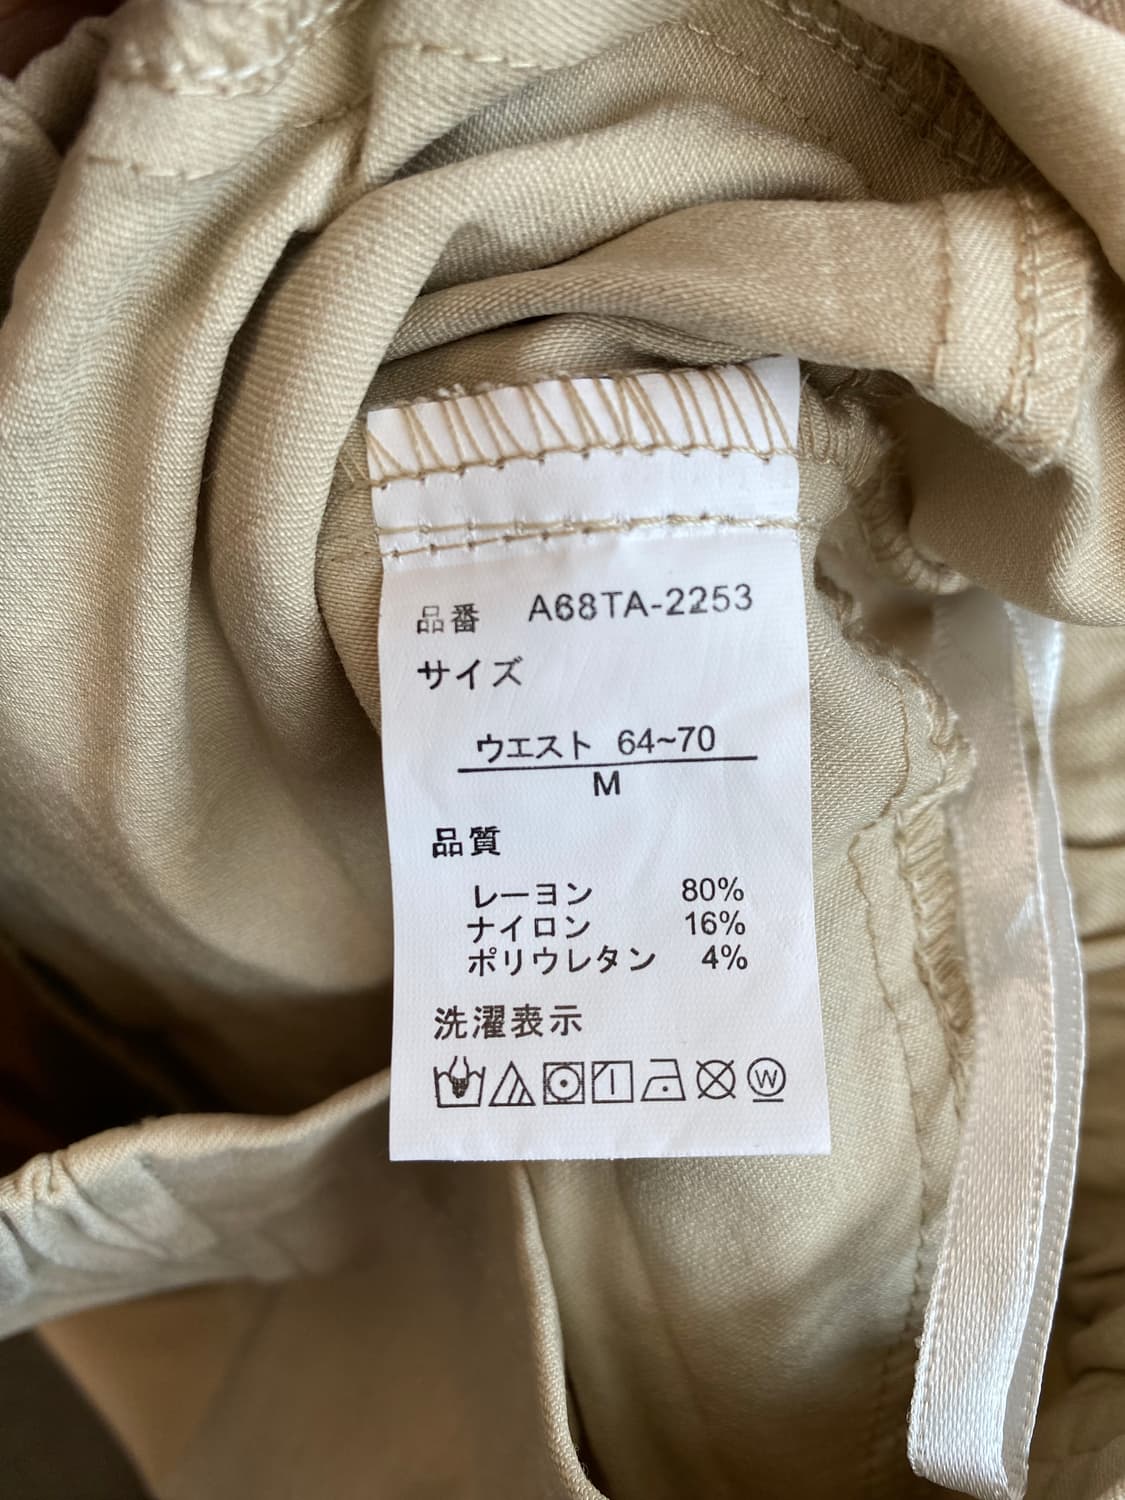 品番 A68TA-2253
サイズ
ウエスト 64~70
M
品質
レーヨン 80%
ナイロン 16%
ポリウレタン 4%
洗濯表示
W